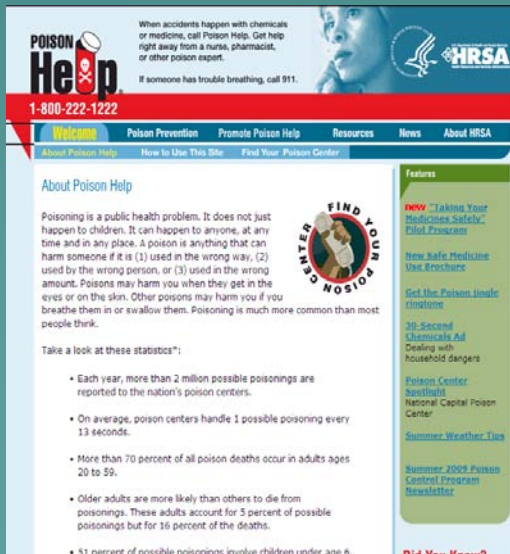 When accidents happen with chemicals
or medicine, call Poison Help. Get help
right away from a nurse, pharmacist,
or other poison expert.
If someone has trouble breathing, call 911.
POISON
Help
1-800-222-1222
HRSA
Welcome Poison Prevention Promote Poison Help Resources News About HRSA
About Poison Help How to Use This Site Find Your Poison Center
About Poison Help
Poisoning is a public health problem. It does not just
happen to children. It can happen to anyone, at any
time and in any place. A poison is anything that can
harm someone if it is (1) used in the wrong way, (2)
used by the wrong person, or (3) used in the wrong
amount. Poisons may harm you when they get in the
eyes or on the skin. Other poisons may harm you if you
breathe them in or swallow them. Poisoning is much more common than most
people think.
FIND YOUR POISON CENTER
Take a look at these statistics*:
• Each year, more than 2 million possible poisonings are
reported to the nation's poison centers.
• On average, poison centers handle 1 possible poisoning every
13 seconds.
• More than 70 percent of all poison deaths occur in adults ages
20 to 59.
• Older adults are more likely than others to die from
poisonings. These adults account for 5 percent of possible
poisonings but for 16 percent of the deaths.
• 51 percent of possible poisonings involve children under age 6.
Features
new "Taking Your
Medicines Safely"
Pilot Program
New Safe Medicine
Use Brochure
Get the Poison Jingle
ringtone
30-Second
Chemicals Ad
Dealing with
household dangers
Poison Center
Spotlight
National Capital Poison
Center
Summer Weather Tips
Summer 2009 Poison
Control Program
Newsletter
Did You Know?